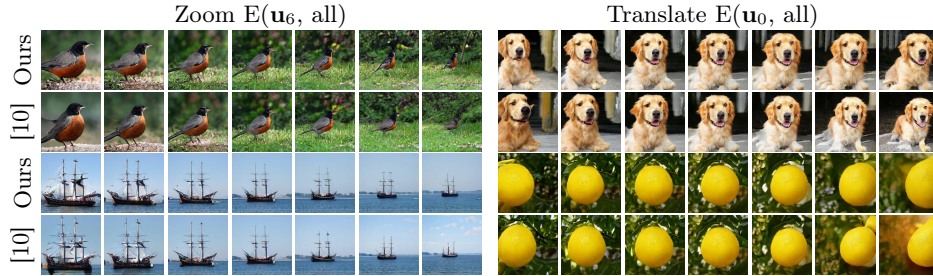 Zoom E(u₆, all)
Translate E(u₀, all)
Ours
[10]
Ours
[10]